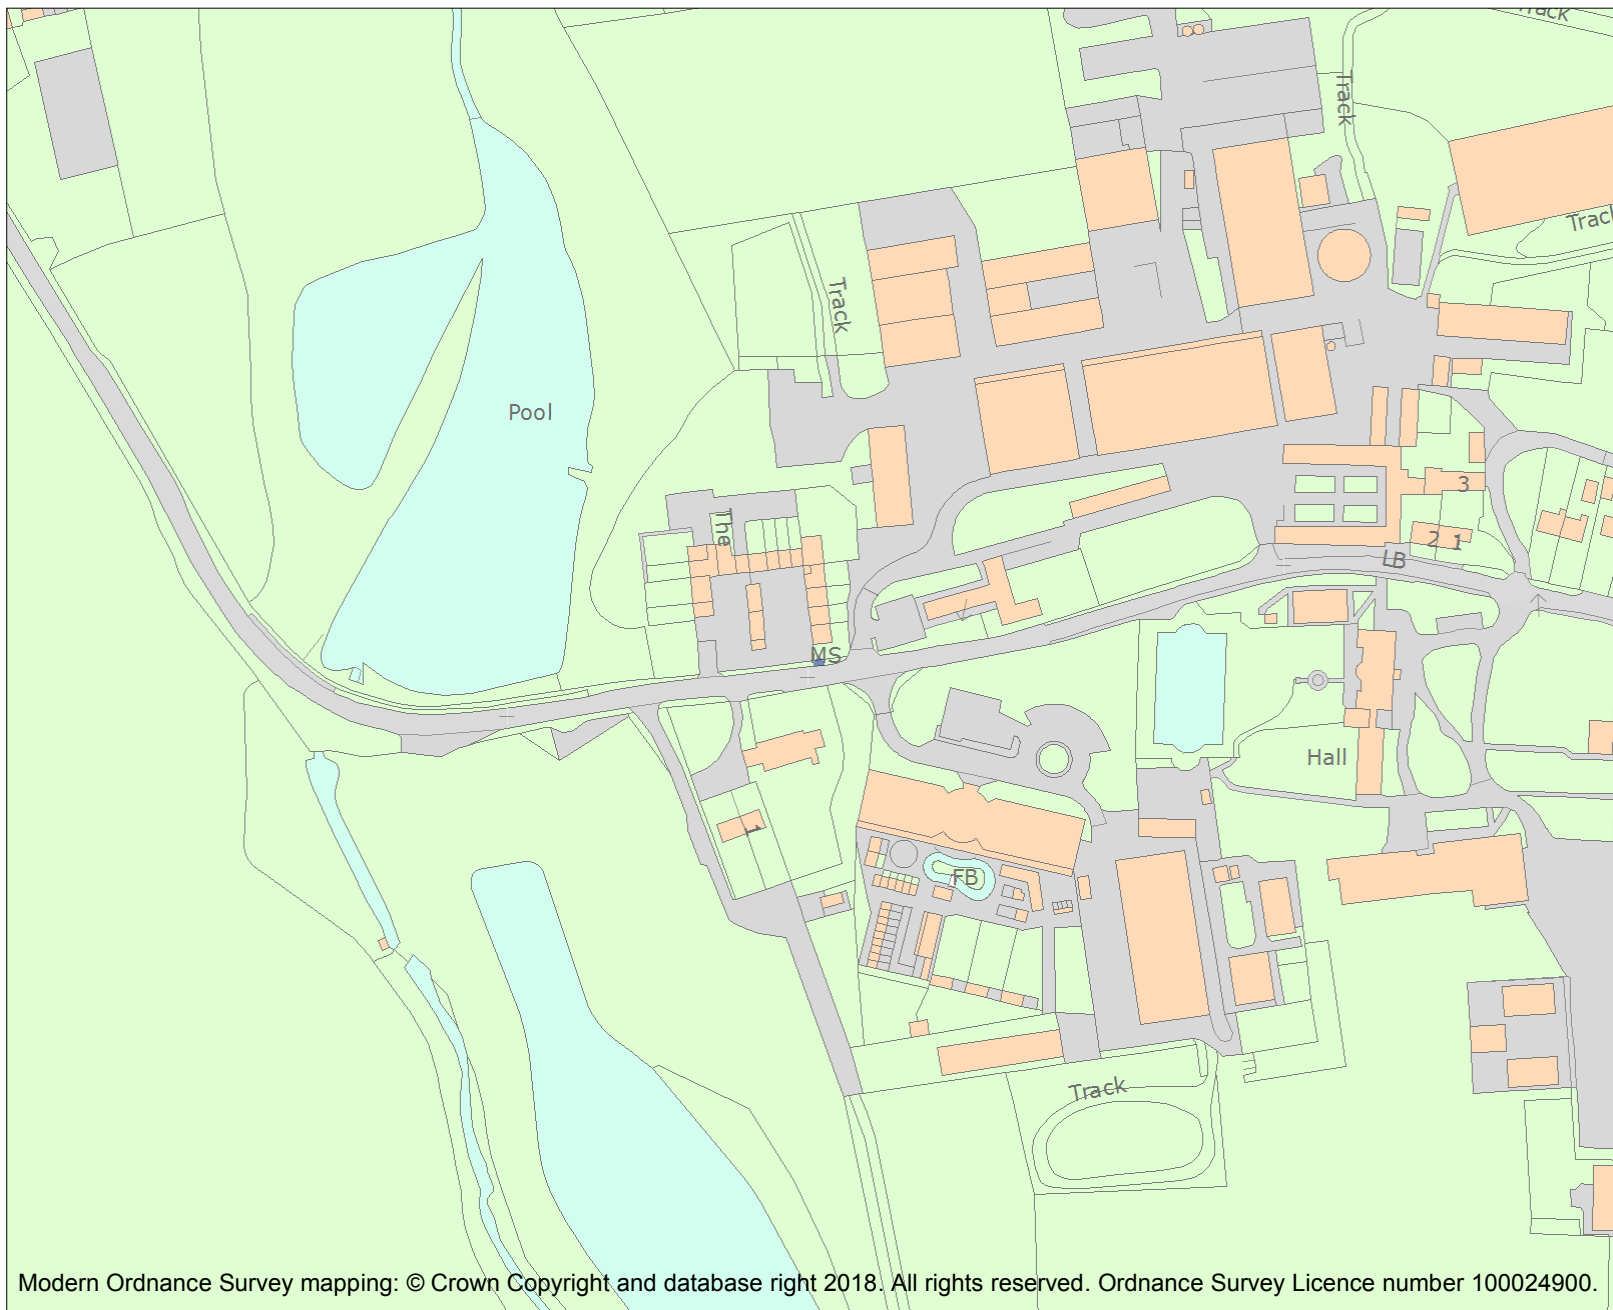 Track
Track
Track
Track
Pool
The
3
2 1
LB
MS
Hall
1
FB
Track
Modern Ordnance Survey mapping: © Crown Copyright and database right 2018. All rights reserved. Ordnance Survey Licence number 100024900.